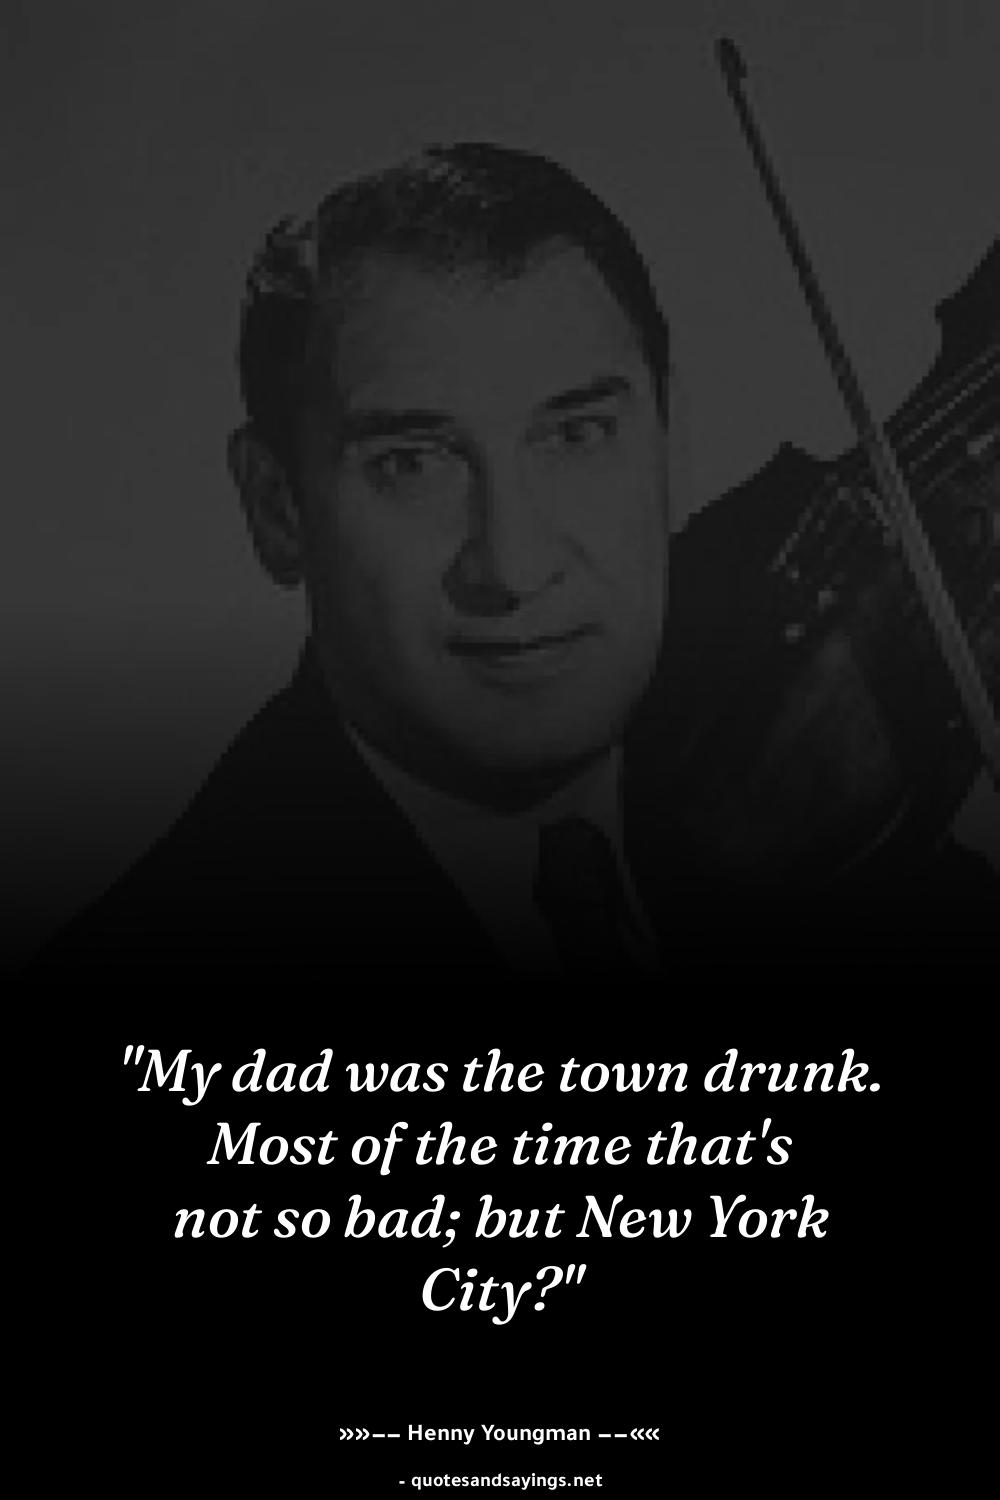 "My dad was the town drunk.
Most of the time that's
not so bad; but New York
City?"
»»−− Henny Youngman −−««
- quotesandsayings.net